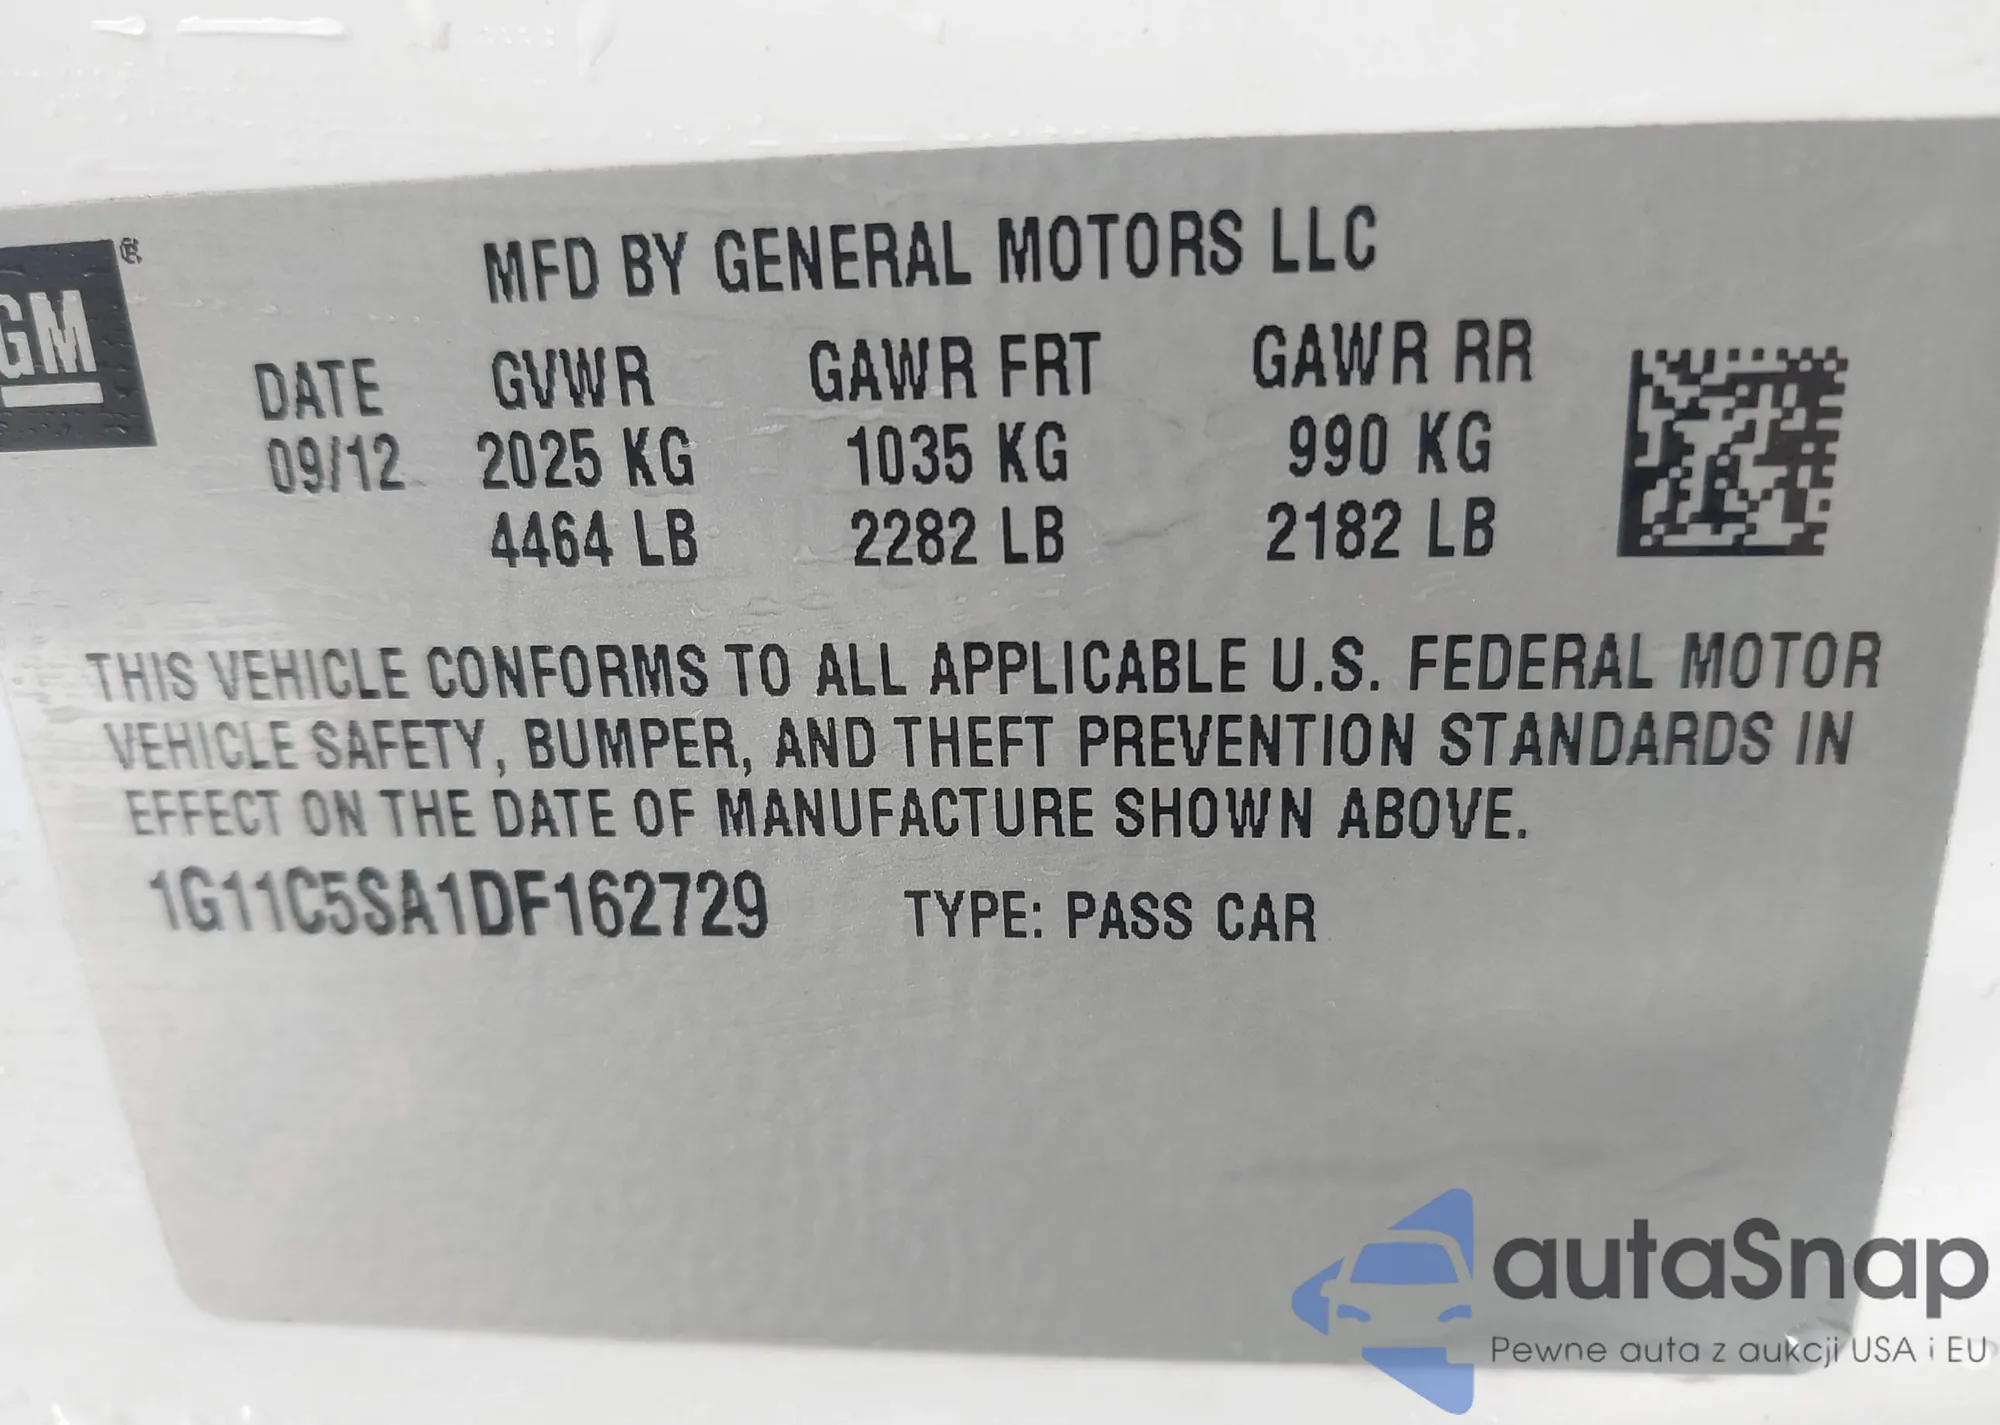 GM®
MFD BY GENERAL MOTORS LLC
DATE GVWR GAWR FRT GAWR RR
09/12 2025 KG 1035 KG 990 KG
4464 LB 2282 LB 2182 LB
THIS VEHICLE CONFORMS TO ALL APPLICABLE U.S. FEDERAL MOTOR
VEHICLE SAFETY, BUMPER, AND THEFT PREVENTION STANDARDS IN
EFFECT ON THE DATE OF MANUFACTURE SHOWN ABOVE.
1G11C5SA1DF162729 TYPE: PASS CAR
autaSnap
Pewne auta z aukcji USA i EU